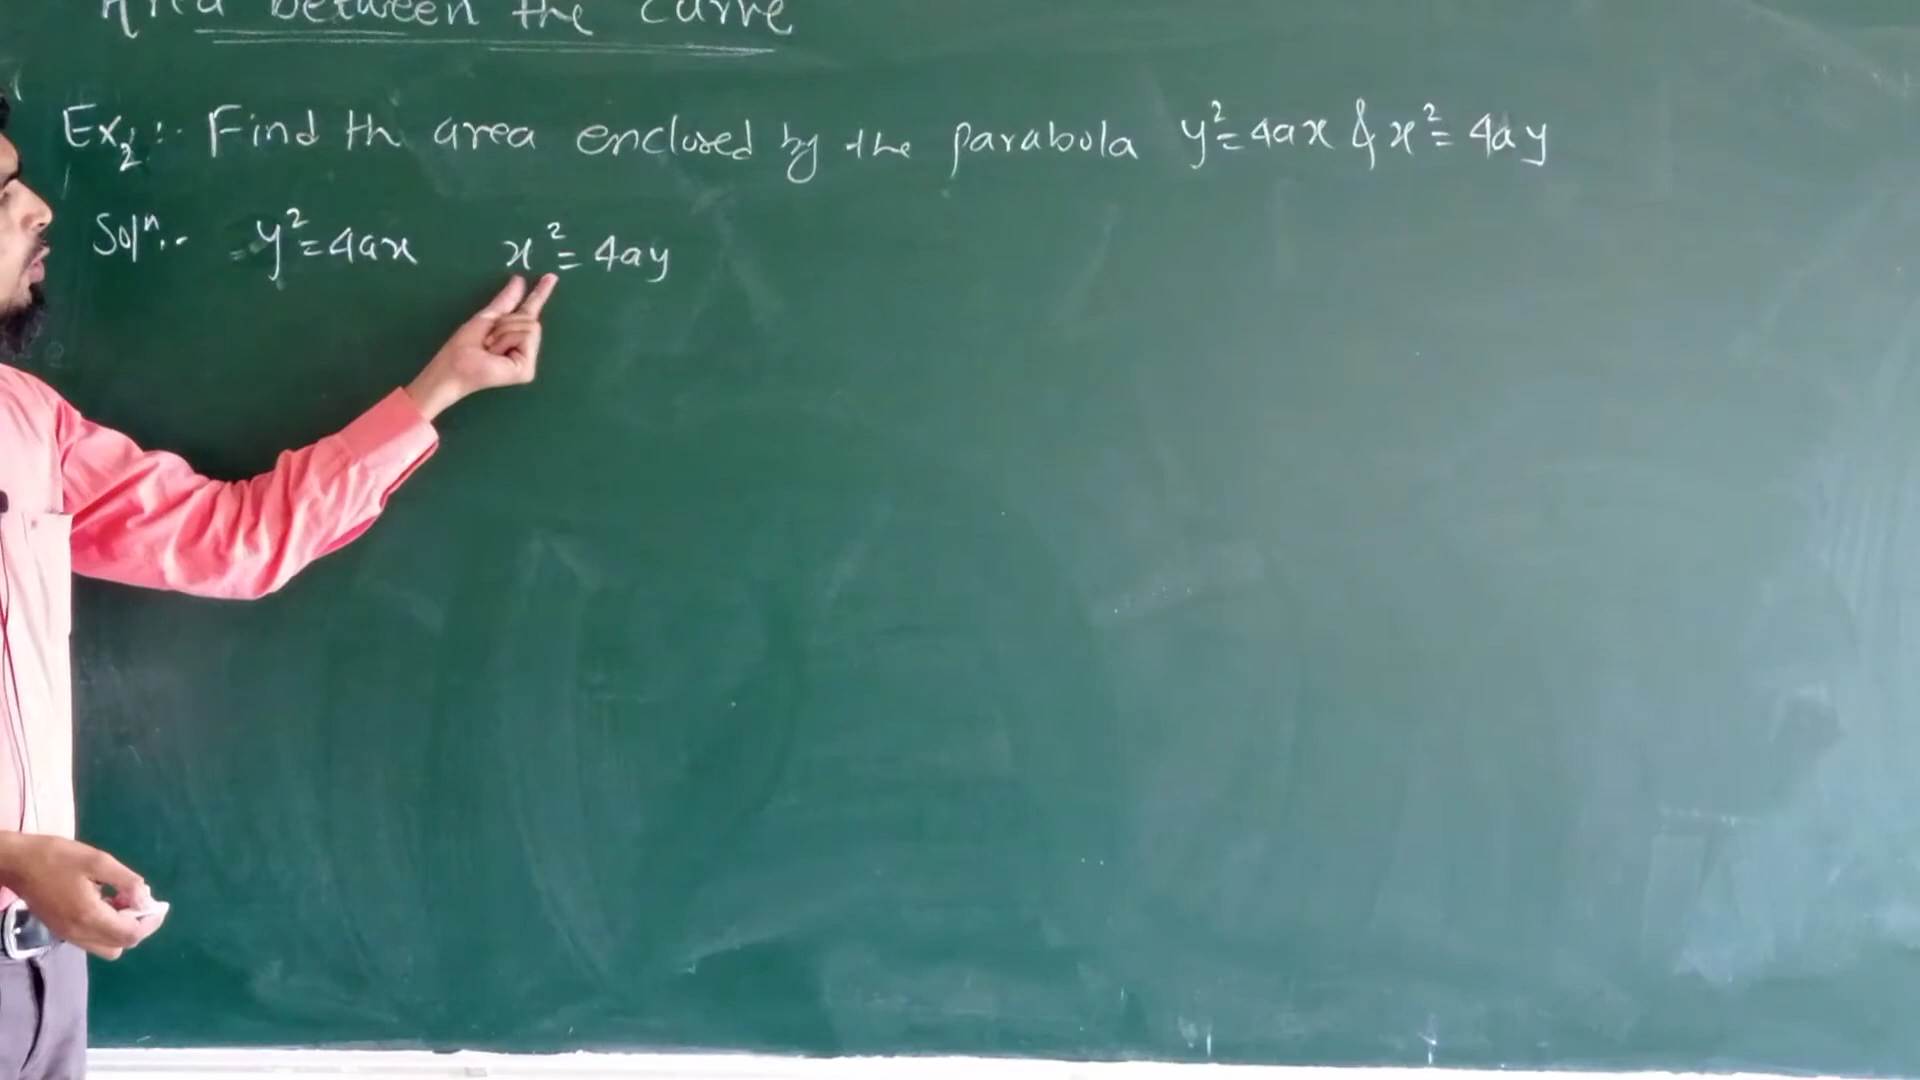 Area between the curve
Ex₂:- Find th area enclosed by the parabola y²=4ax & x²=4ay
Solⁿ:- y²=4ax x²=4ay